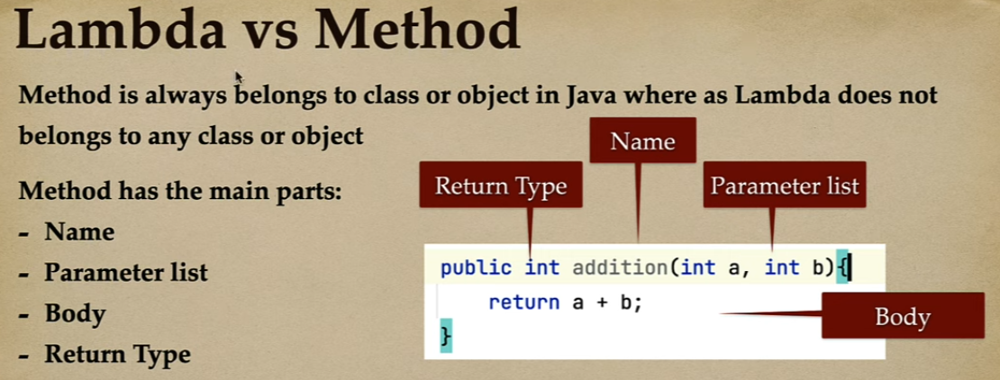 Lambda vs Method
Method is always belongs to class or object in Java where as Lambda does not
belongs to any class or object
Method has the main parts:
- Name
- Parameter list
- Body
- Return Type
Name
Return Type
Parameter list
public int addition(int a, int b){
return a + b;
}
Body